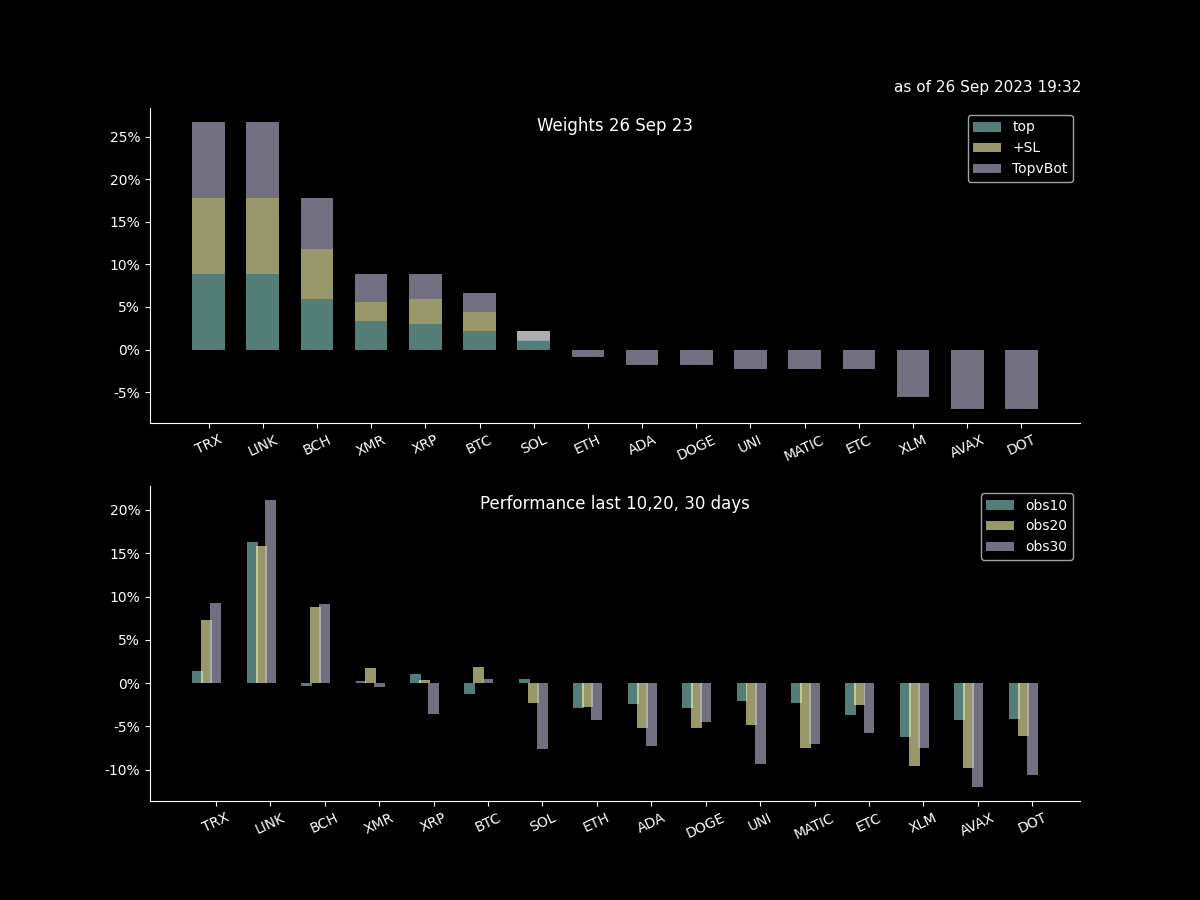 as of 26 Sep 2023 19:32
Weights 26 Sep 23
top
+SL
TopvBot
25%
20%
15%
10%
5%
0%
-5%
TRX LINK BCH XMR XRP BTC SOL ETH ADA DOGE UNI MATIC ETC XLM AVAX DOT
Performance last 10,20, 30 days
obs10
obs20
obs30
20%
15%
10%
5%
0%
-5%
-10%
TRX LINK BCH XMR XRP BTC SOL ETH ADA DOGE UNI MATIC ETC XLM AVAX DOT